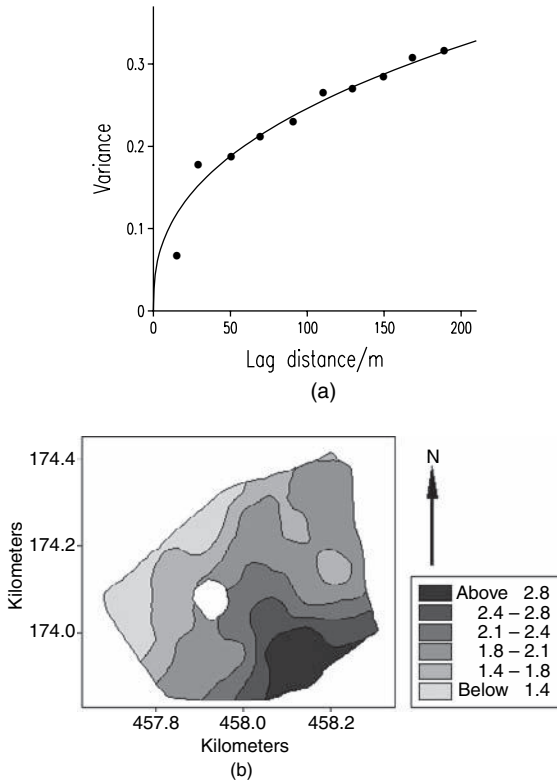 0.3
0.2
0.1
0
Variance
0 50 100 150 200
Lag distance/m
(a)
174.4
174.2
174.0
Kilometers
457.8 458.0 458.2
Kilometers
N
Above 2.8
2.4 – 2.8
2.1 – 2.4
1.8 – 2.1
1.4 – 1.8
Below 1.4
(b)